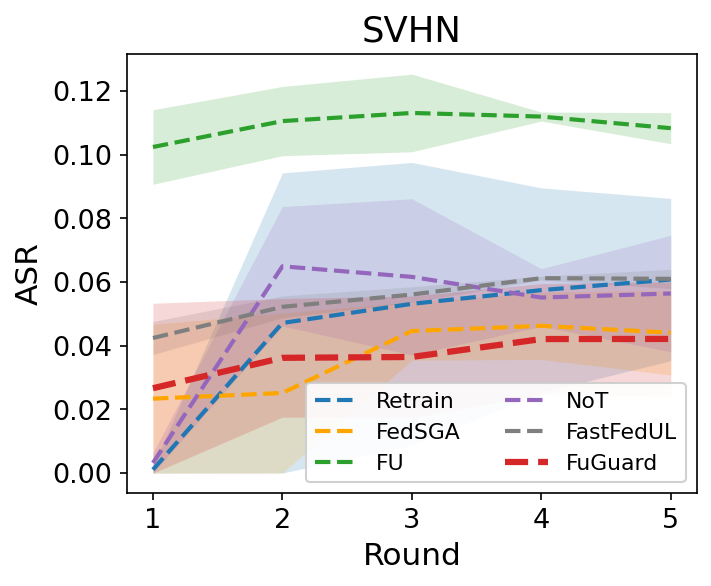 SVHN
ASR
0.12
0.10
0.08
0.06
0.04
0.02
0.00
Retrain
FedSGA
FU
NoT
FastFedUL
FuGuard
1 2 3 4 5
Round